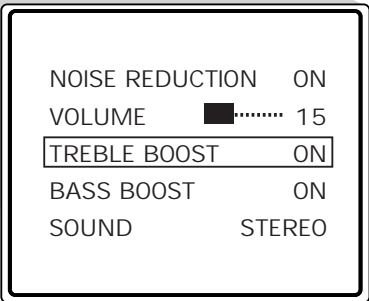 NOISE REDUCTION ON
VOLUME 15
TREBLE BOOST ON
BASS BOOST ON
SOUND STEREO